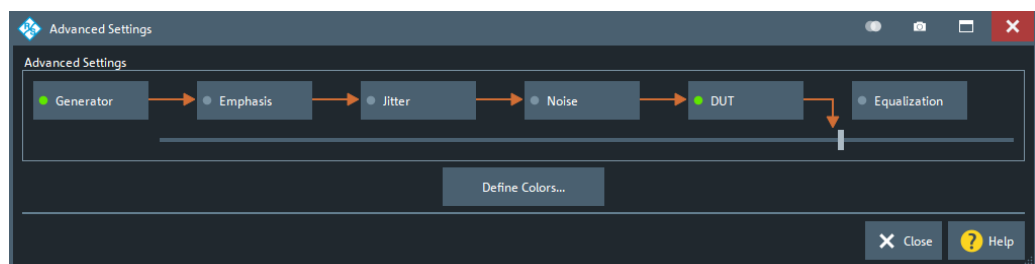 Advanced Settings
Advanced Settings
Generator
Emphasis
Jitter
Noise
DUT
Equalization
Define Colors...
Close
? Help